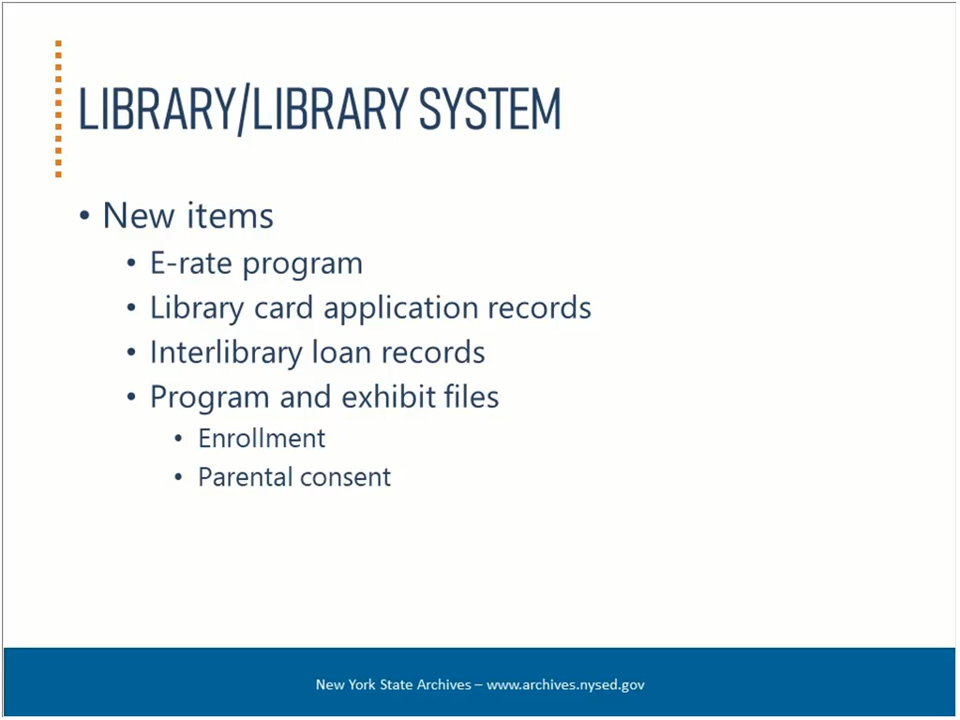 LIBRARY/LIBRARY SYSTEM
• New items
• E-rate program
• Library card application records
• Interlibrary loan records
• Program and exhibit files
• Enrollment
• Parental consent
New York State Archives – www.archives.nysed.gov